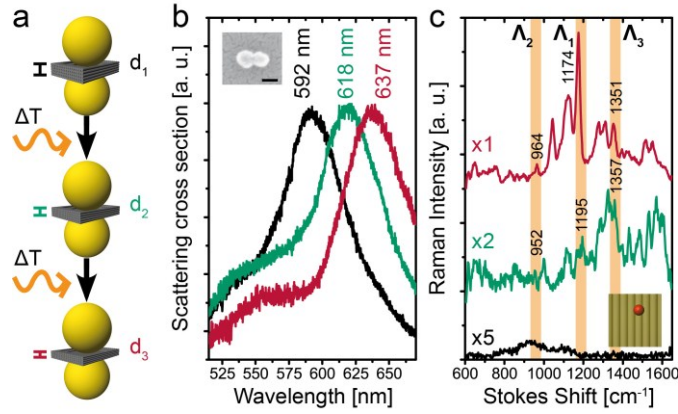 a
d₁
ΔT
d₂
ΔT
d₃
b
592 nm
618 nm
637 nm
Scattering cross section [a. u.]
525 550 575 600 625 650
Wavelength [nm]
c
Λ₂ Λ₁ Λ₃
1174
1351
964
x1
1357
1195
952
x2
x5
Raman Intensity [a. u.]
600 800 1000 1200 1400 1600
Stokes Shift [cm⁻¹]